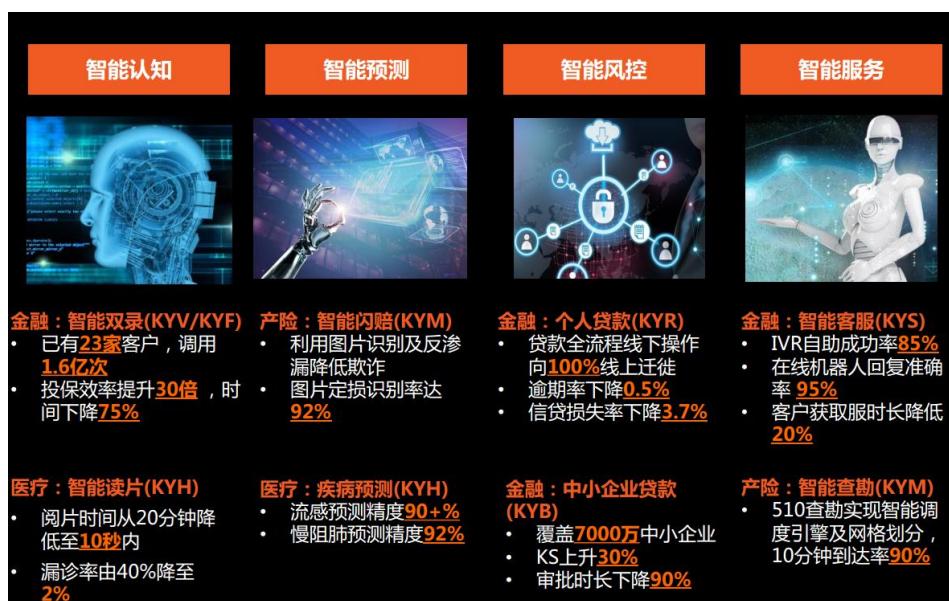 智能认知
智能预测
智能风控
智能服务
金融：智能双录(KYV/KYF)
• 已有23家客户，调用
1.6亿次
• 投保效率提升30倍 ，时
间下降75%
医疗：智能读片(KYH)
• 阅片时间从20分钟降
低至10秒内
• 漏诊率由40%降至
2%
产险：智能闪赔(KYM)
• 利用图片识别及反渗
漏降低欺诈
• 图片定损识别率达
92%
医疗：疾病预测(KYH)
• 流感预测精度90+%
• 慢阻肺预测精度92%
金融：个人贷款(KYR)
• 贷款全流程线下操作
向100%线上迁徙
• 逾期率下降0.5%
• 信贷损失率下降3.7%
金融：中小企业贷款
(KYB)
• 覆盖7000万中小企业
• KS上升30%
• 审批时长下降90%
金融：智能客服(KYS)
• IVR自助成功率85%
• 在线机器人回复准确
率 95%
• 客户获取服时长降低
20%
产险：智能查勘(KYM)
• 510查勘实现智能调
度引擎及网格划分，
10分钟到达率90%